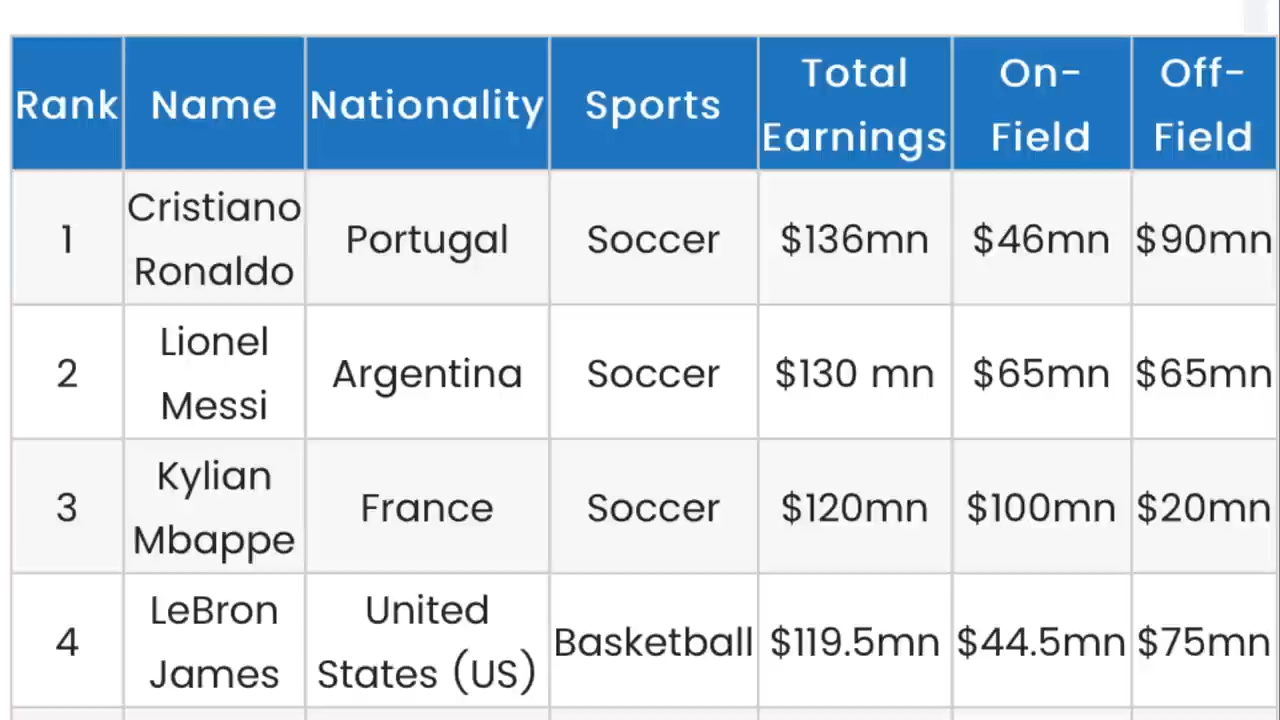 Rank Name Nationality Sports Total Earnings On-Field Off-Field
1 Cristiano Ronaldo Portugal Soccer $136mn $46mn $90mn
2 Lionel Messi Argentina Soccer $130 mn $65mn $65mn
3 Kylian Mbappe France Soccer $120mn $100mn $20mn
4 LeBron James United States (US) Basketball $119.5mn $44.5mn $75mn